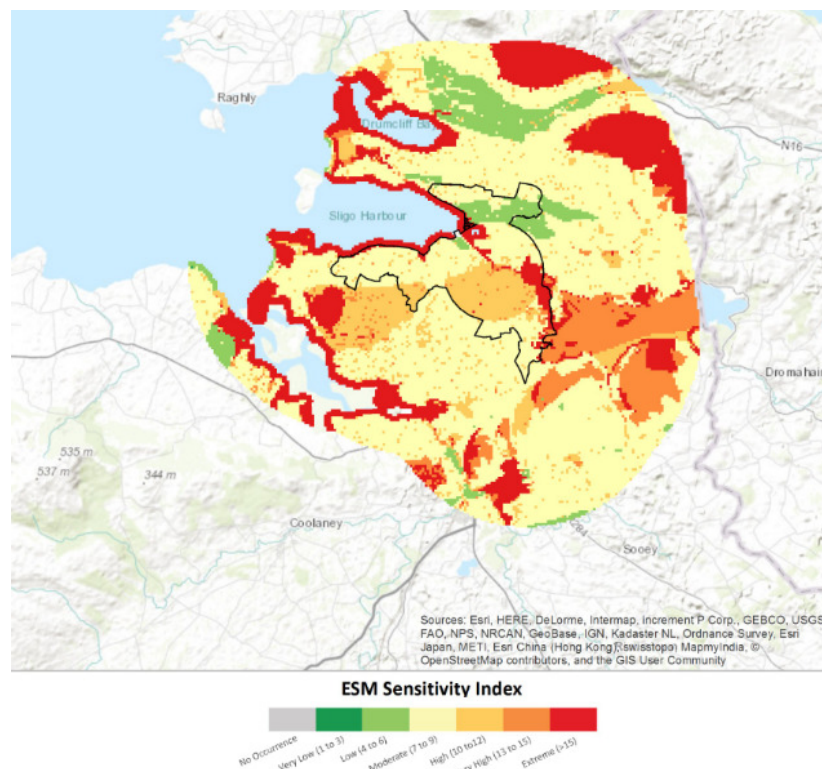 Raghly
Drumcliff Bay
N16
Sligo Harbour
Dromahair
535 m
537 m
344 m
Coolaney
284
Sooey
Sources: Esri, HERE, DeLorme, Intermap, increment P Corp., GEBCO, USGS
FAO, NPS, NRCAN, GeoBase, IGN, Kadaster NL, Ordnance Survey, Esri
Japan, METI, Esri China (Hong Kong), swisstopo, MapmyIndia, ©
OpenStreetMap contributors, and the GIS User Community
ESM Sensitivity Index
No Occurrence
Very Low (1 to 3)
Low (4 to 6)
Moderate (7 to 9)
High (10 to12)
ry High (13 to 15)
Extreme (>15)